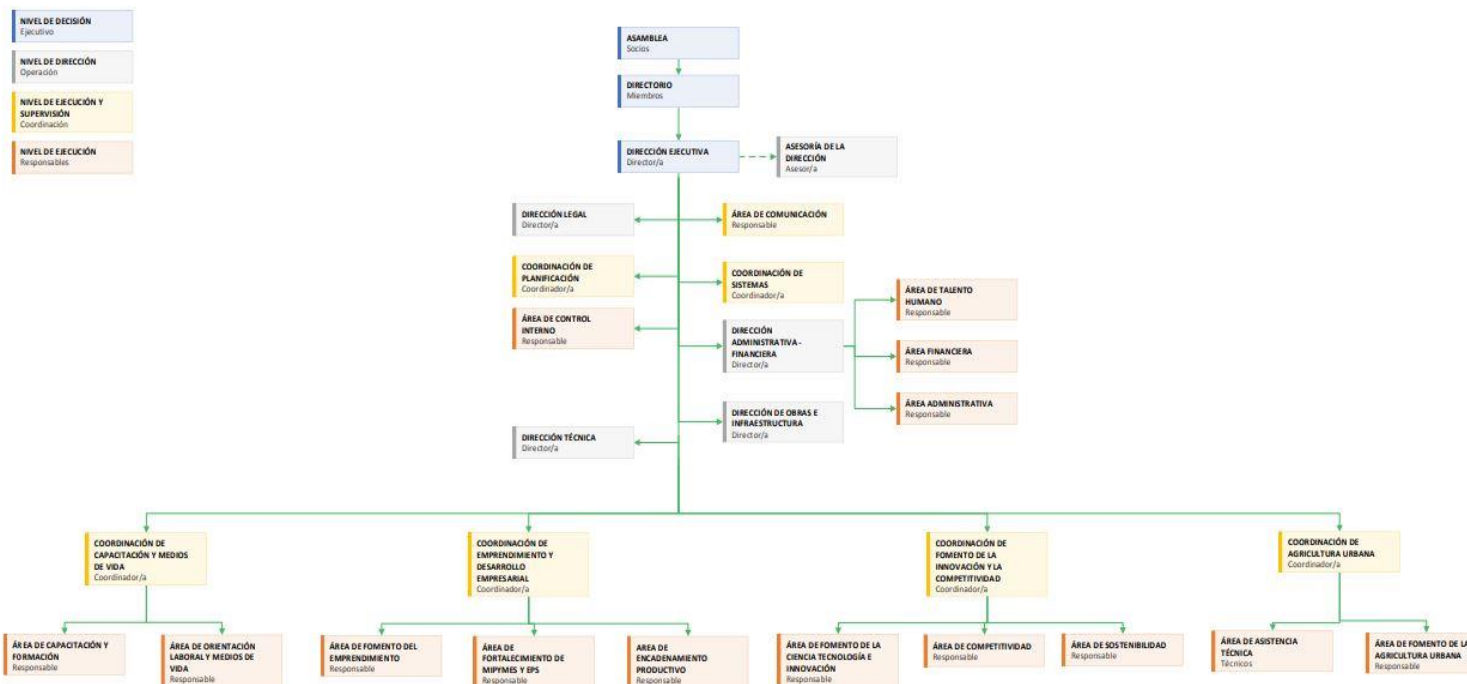 NIVEL DE DECISIÓN
Ejecutivo
NIVEL DE DIRECCIÓN
Operación
NIVEL DE EJECUCIÓN Y
SUPERVISIÓN
Coordinación
NIVEL DE EJECUCIÓN
Responsables
ASAMBLEA
Socios
DIRECTORIO
Miembros
DIRECCIÓN EJECUTIVA
Director/a
ASESORÍA DE LA
DIRECCIÓN
Asesor/a
DIRECCIÓN LEGAL
Director/a
ÁREA DE COMUNICACIÓN
Responsable
COORDINACIÓN DE
PLANIFICACIÓN
Coordinador/a
COORDINACIÓN DE
SISTEMAS
Coordinador/a
ÁREA DE TALENTO
HUMANO
Responsable
ÁREA DE CONTROL
INTERNO
Responsable
DIRECCIÓN
ADMINISTRATIVA -
FINANCIERA
Director/a
ÁREA FINANCIERA
Responsable
ÁREA ADMINISTRATIVA
Responsable
DIRECCIÓN DE OBRAS E
INFRAESTRUCTURA
Director/a
DIRECCIÓN TÉCNICA
Director/a
COORDINACIÓN DE
CAPACITACIÓN Y MEDIOS
DE VIDA
Coordinador/a
COORDINACIÓN DE
EMPRENDIMIENTO Y
DESARROLLO
EMPRESARIAL
Coordinador/a
COORDINACIÓN DE
FOMENTO DE LA
INNOVACIÓN Y LA
COMPETITIVIDAD
Coordinador/a
COORDINACIÓN DE
AGRICULTURA URBANA
Coordinador/a
ÁREA DE CAPACITACIÓN Y
FORMACIÓN
Responsable
ÁREA DE ORIENTACIÓN
LABORAL Y MEDIOS DE
VIDA
Responsable
ÁREA DE FOMENTO DEL
EMPRENDIMIENTO
Responsable
ÁREA DE
FORTALECIMIENTO DE
MIPYMES Y EPS
Responsable
AREA DE
ENCADENAMIENTO
PRODUCTIVO
Responsable
ÁREA DE FOMENTO DE LA
CIENCIA TECNOLOGÍA E
INNOVACIÓN
Responsable
ÁREA DE COMPETITIVIDAD
Responsable
ÁREA DE SOSTENIBILIDAD
Responsable
ÁREA DE ASISTENCIA
TÉCNICA
Técnicos
ÁREA DE FOMENTO DE LA
AGRICULTURA URBANA
Responsable